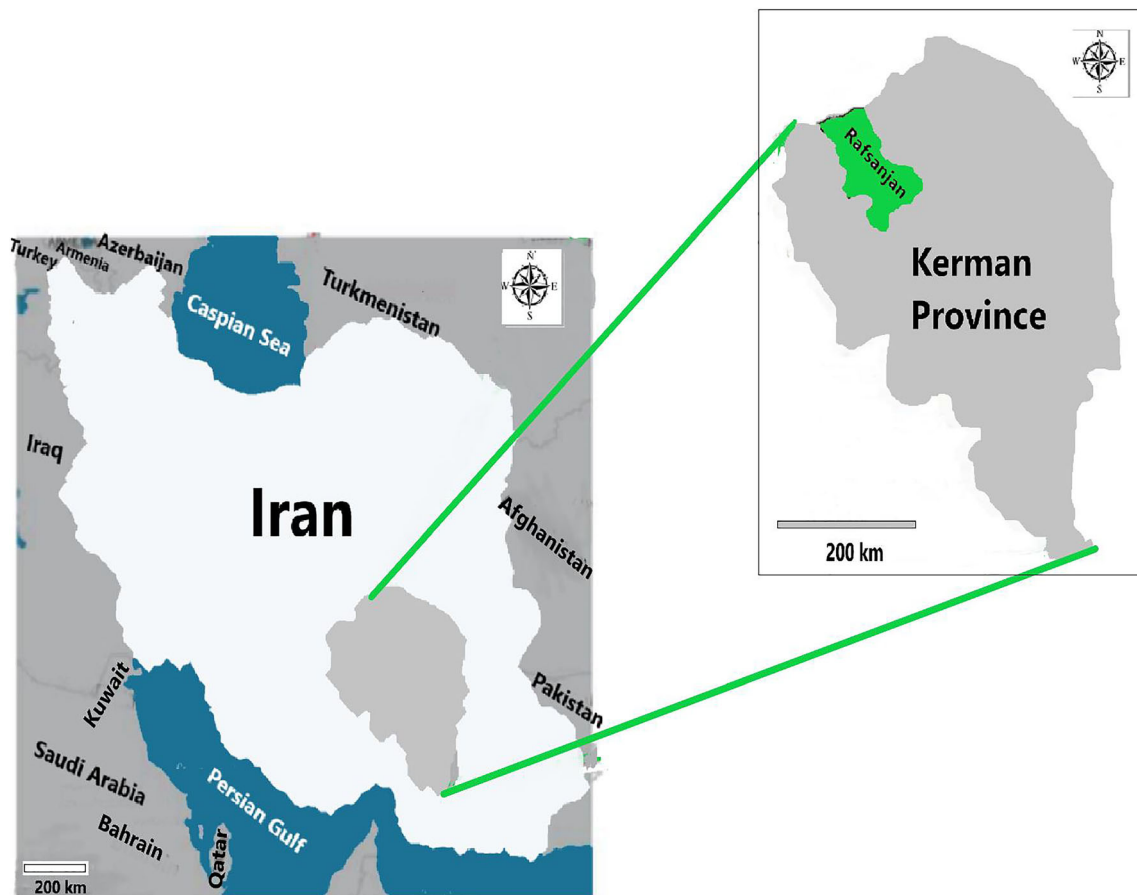 N
W E
S
Rafsanjan
Kerman
Province
200 km
Turkey
Armenia
Azerbaijan
Caspian Sea
Turkmenistan
N
W E
S
Iraq
Iran
Afghanistan
Kuwait
Pakistan
Saudi Arabia
Persian Gulf
Bahrain
Qatar
200 km